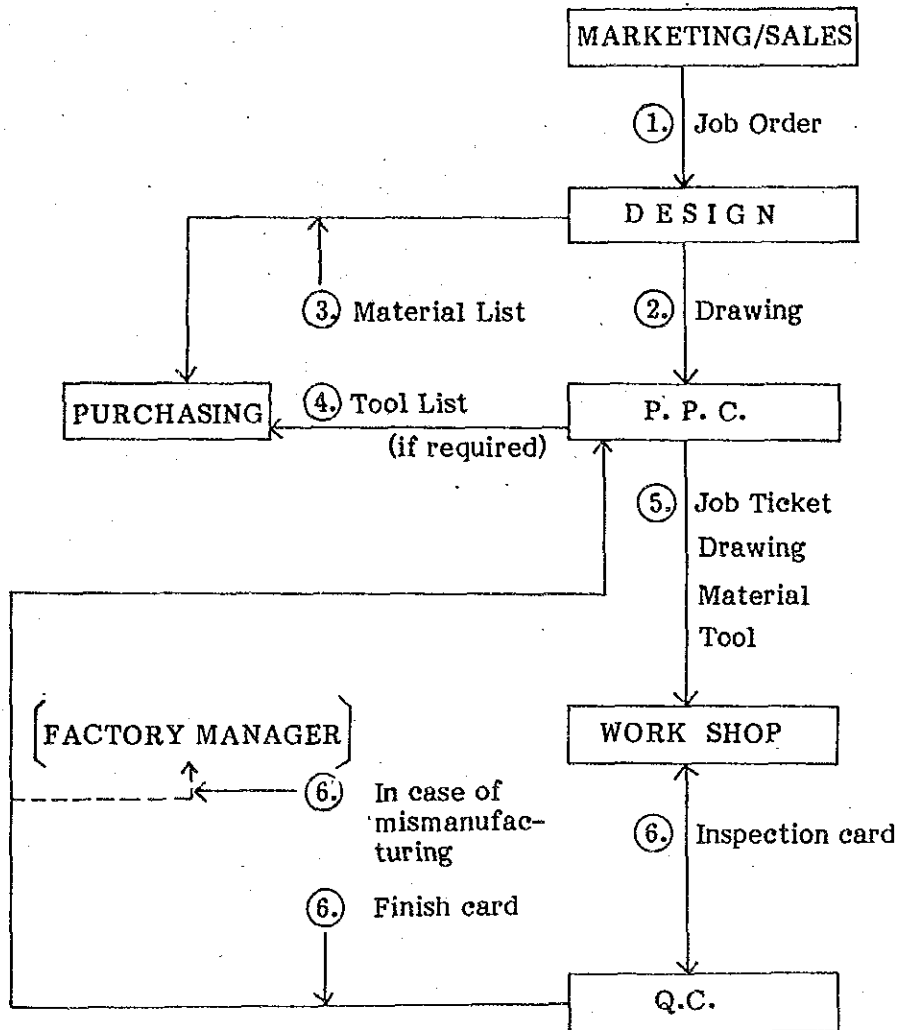 MARKETING/SALES
1. Job Order
DESIGN
3. Material List
2. Drawing
PURCHASING
4. Tool List
(if required)
P. P. C.
5. Job Ticket
Drawing
Material
Tool
(FACTORY MANAGER)
WORK SHOP
6. In case of
mismanufac-
turing
6. Inspection card
6. Finish card
Q.C.